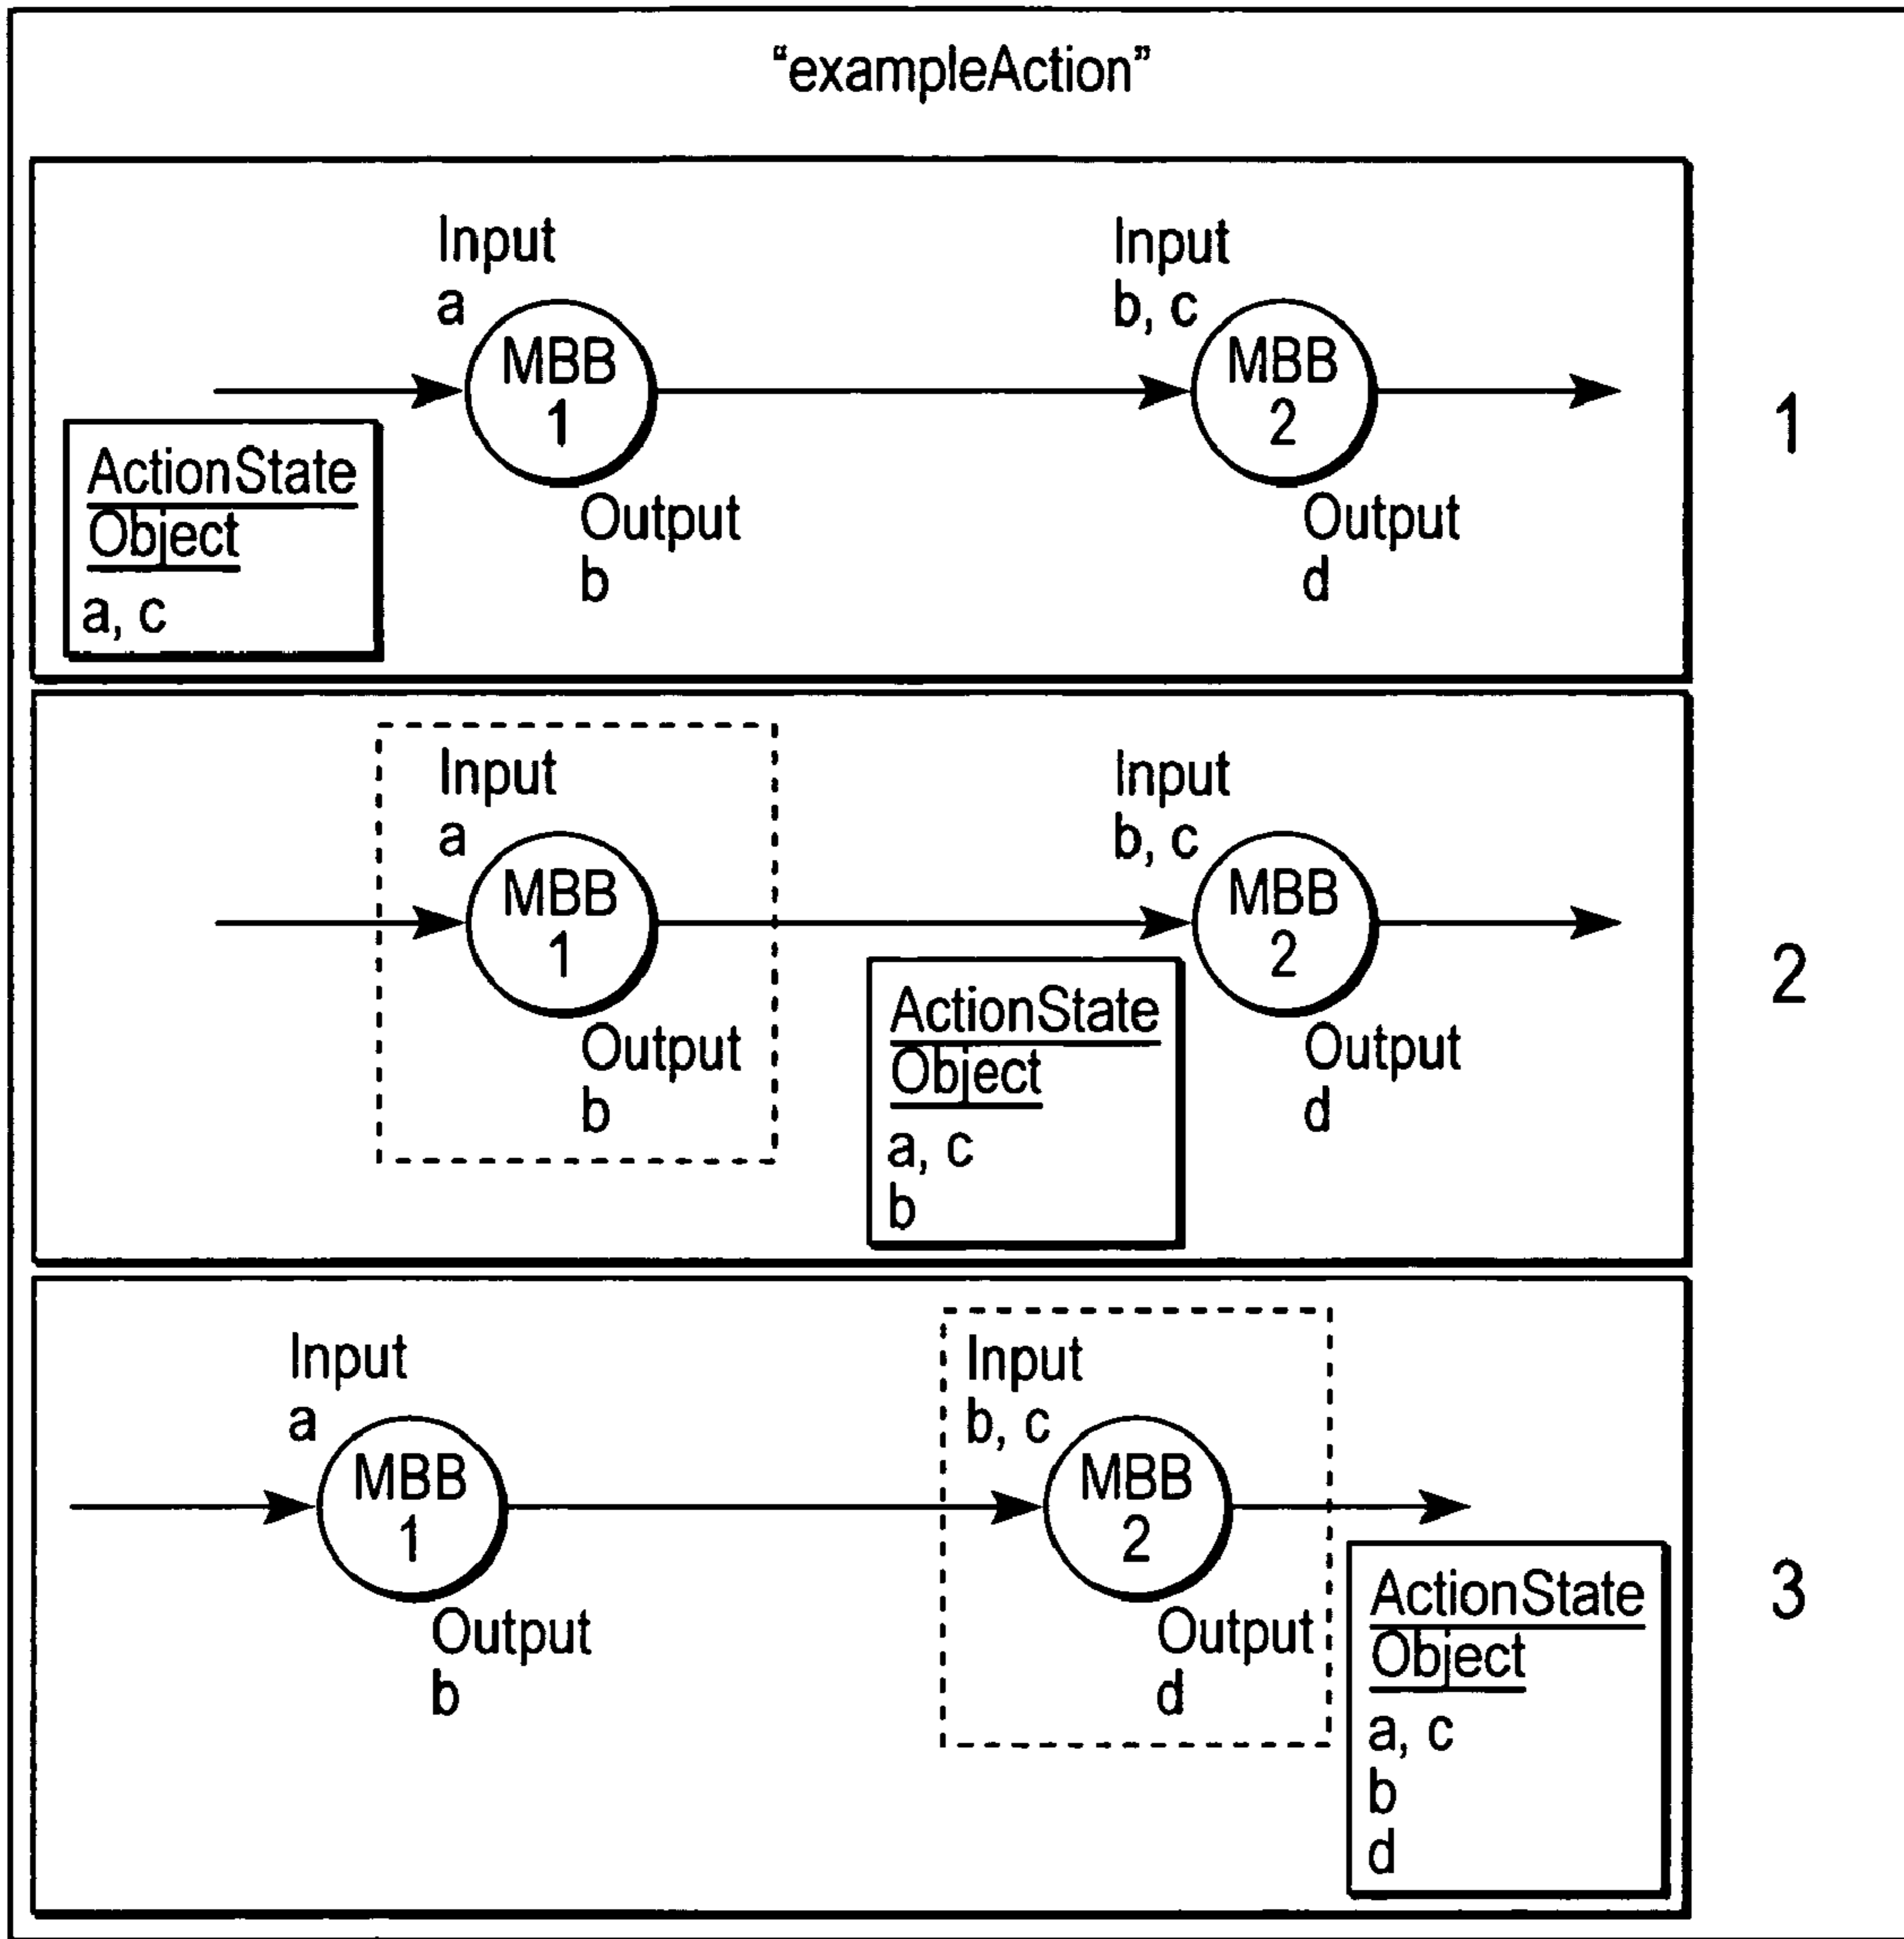 “exampleAction”
Input
a
MBB
1
Output
b
Input
b, c
MBB
2
Output
d
ActionState
Object
a, c
1
Input
a
MBB
1
Output
b
Input
b, c
MBB
2
Output
d
ActionState
Object
a, c
b
2
Input
a
MBB
1
Output
b
Input
b, c
MBB
2
Output
d
ActionState
Object
a, c
b
d
3